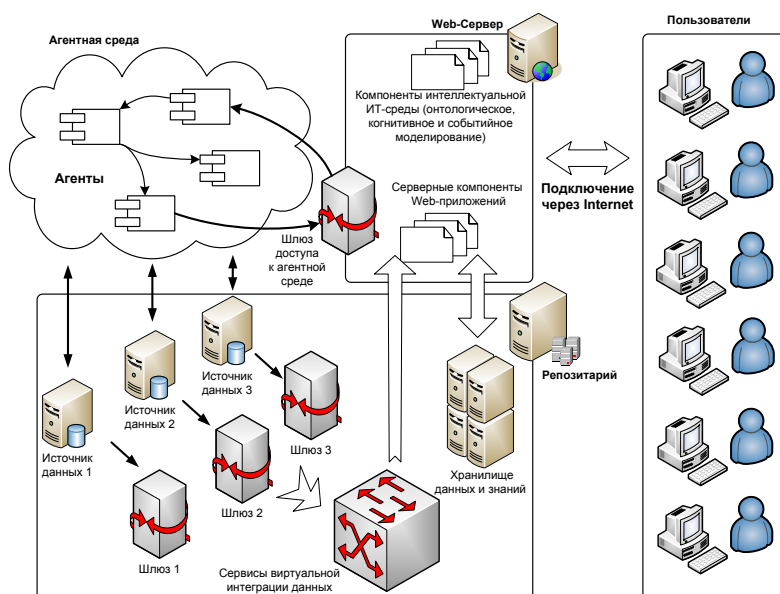 Web-Сервер
Пользователи
Агентная среда
Компоненты интеллектуальной
ИТ-среды (онтологическое,
когнитивное и событийное
моделирование)
Агенты
Серверные компоненты
Web-приложений
Подключение
через Internet
Шлюз
доступа
к агентной
среде
Источник
данных 3
Источник
данных 2
Источник
данных 1
Репозитарий
Шлюз 3
Шлюз 2
Шлюз 1
Хранилище
данных и знаний
Сервисы виртуальной
интеграции данных